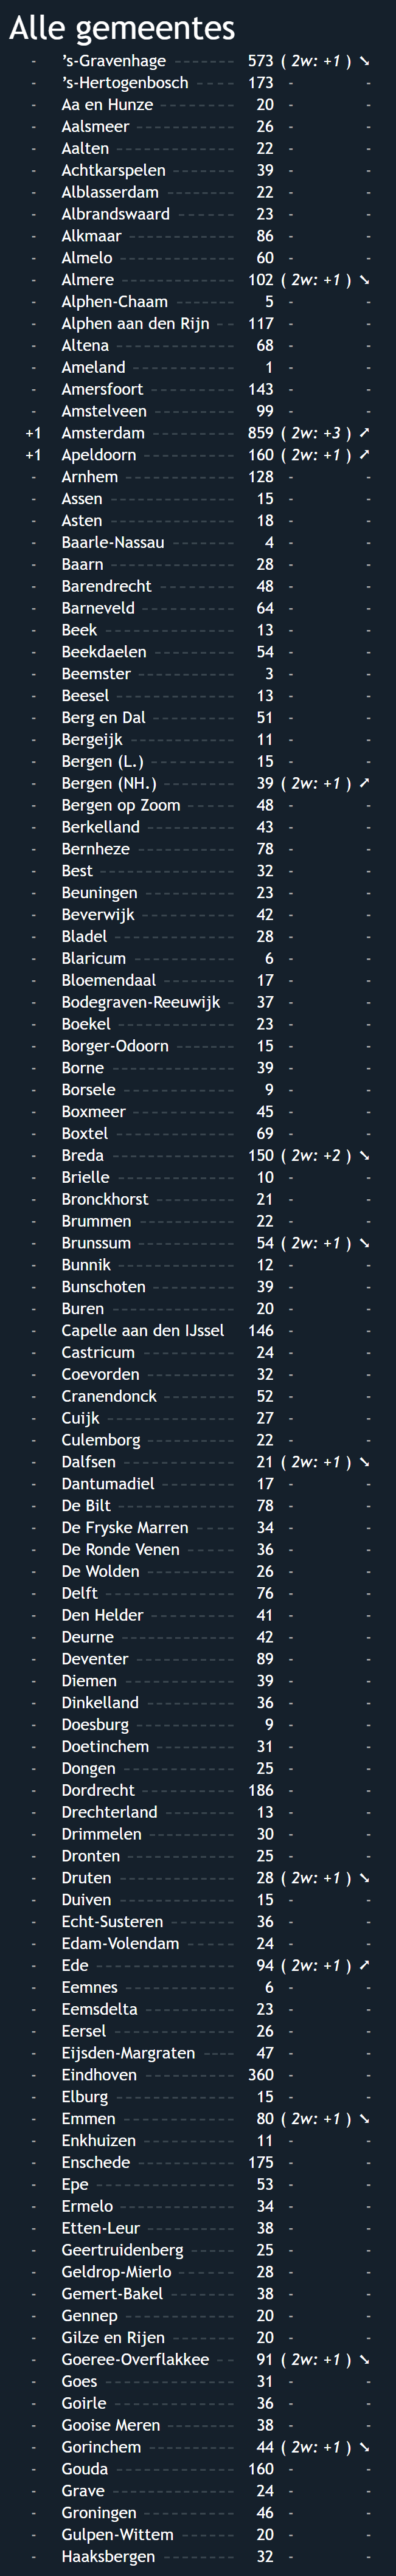 Alle gemeentes
- ’s-Gravenhage ------- 573 ( 2w: +1 ) ➘
- ’s-Hertogenbosch ---- 173 - -
- Aa en Hunze -------- 20 - -
- Aalsmeer ---------- 26 - -
- Aalten ------------ 22 - -
- Achtkarspelen ------- 39 - -
- Alblasserdam ------- 22 - -
- Albrandswaard ------ 23 - -
- Alkmaar ----------- 86 - -
- Almelo ------------ 60 - -
- Almere ------------ 102 ( 2w: +1 ) ➘
- Alphen-Chaam ------ 5 - -
- Alphen aan den Rijn -- 117 - -
- Altena ------------ 68 - -
- Ameland ---------- 1 - -
- Amersfoort --------- 143 - -
- Amstelveen --------- 99 - -
+1 Amsterdam --------- 859 ( 2w: +3 ) ➚
+1 Apeldoorn ---------- 160 ( 2w: +1 ) ➚
- Arnhem ----------- 128 - -
- Assen ------------ 15 - -
- Asten ------------ 18 - -
- Baarle-Nassau ------- 4 - -
- Baarn ------------ 28 - -
- Barendrecht -------- 48 - -
- Barneveld ---------- 64 - -
- Beek ------------- 13 - -
- Beekdaelen --------- 54 - -
- Beemster ---------- 3 - -
- Beesel ------------ 13 - -
- Berg en Dal --------- 51 - -
- Bergeijk ----------- 11 - -
- Bergen (L.) --------- 15 - -
- Bergen (NH.) -------- 39 ( 2w: +1 ) ➚
- Bergen op Zoom ----- 48 - -
- Berkelland --------- 43 - -
- Bernheze ---------- 78 - -
- Best -------------- 32 - -
- Beuningen --------- 23 - -
- Beverwijk ---------- 42 - -
- Bladel ------------ 28 - -
- Blaricum ----------- 6 - -
- Bloemendaal ------- 17 - -
- Bodegraven-Reeuwijk - 37 - -
- Boekel ------------ 23 - -
- Borger-Odoorn ------ 15 - -
- Borne ------------ 39 - -
- Borsele ----------- 9 - -
- Boxmeer ---------- 45 - -
- Boxtel ------------ 69 - -
- Breda ------------ 150 ( 2w: +2 ) ➘
- Brielle ------------ 10 - -
- Bronckhorst -------- 21 - -
- Brummen ---------- 22 - -
- Brunssum ---------- 54 ( 2w: +1 ) ➘
- Bunnik ------------ 12 - -
- Bunschoten --------- 39 - -
- Buren ------------ 20 - -
- Capelle aan den IJssel 146 - -
- Castricum ---------- 24 - -
- Coevorden --------- 32 - -
- Cranendonck -------- 52 - -
- Cuijk ------------- 27 - -
- Culemborg --------- 22 - -
- Dalfsen ----------- 21 ( 2w: +1 ) ➘
- Dantumadiel -------- 17 - -
- De Bilt ------------ 78 - -
- De Fryske Marren ---- 34 - -
- De Ronde Venen ----- 36 - -
- De Wolden --------- 26 - -
- Delft ------------- 76 - -
- Den Helder --------- 41 - -
- Deurne ----------- 42 - -
- Deventer ---------- 89 - -
- Diemen ----------- 39 - -
- Dinkelland --------- 36 - -
- Doesburg ---------- 9 - -
- Doetinchem -------- 31 - -
- Dongen ----------- 25 - -
- Dordrecht ---------- 186 - -
- Drechterland ------- 13 - -
- Drimmelen --------- 30 - -
- Dronten ----------- 25 - -
- Druten ------------ 28 ( 2w: +1 ) ➘
- Duiven ------------ 15 - -
- Echt-Susteren ------- 36 - -
- Edam-Volendam ----- 24 - -
- Ede -------------- 94 ( 2w: +1 ) ➚
- Eemnes ----------- 6 - -
- Eemsdelta --------- 23 - -
- Eersel ------------ 26 - -
- Eijsden-Margraten ---- 47 - -
- Eindhoven ---------- 360 - -
- Elburg ------------ 15 - -
- Emmen ----------- 80 ( 2w: +1 ) ➘
- Enkhuizen ---------- 11 - -
- Enschede ---------- 175 - -
- Epe -------------- 53 - -
- Ermelo ------------ 34 - -
- Etten-Leur --------- 38 - -
- Geertruidenberg ----- 25 - -
- Geldrop-Mierlo ------ 28 - -
- Gemert-Bakel ------- 38 - -
- Gennep ----------- 20 - -
- Gilze en Rijen ------- 20 - -
- Goeree-Overflakkee -- 91 ( 2w: +1 ) ➘
- Goes ------------- 31 - -
- Goirle ------------ 36 - -
- Gooise Meren ------- 38 - -
- Gorinchem --------- 44 ( 2w: +1 ) ➘
- Gouda ------------ 160 - -
- Grave ------------ 24 - -
- Groningen ---------- 46 - -
- Gulpen-Wittem ------ 20 - -
- Haaksbergen ------- 32 - -